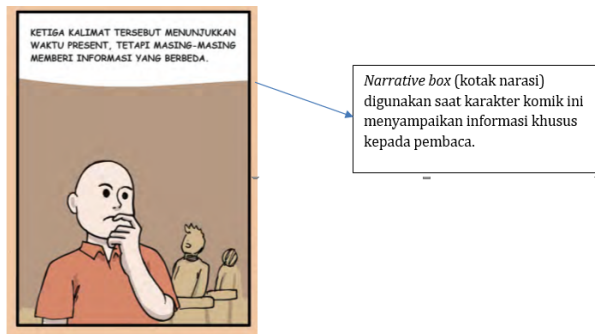 KETIGA KALIMAT TERSEBUT MENUNJUKKAN
WAKTU PRESENT, TETAPI MASING-MASING
MEMBERI INFORMASI YANG BERBEDA.
Narrative box (kotak narasi)
digunakan saat karakter komik ini
menyampaikan informasi khusus
kepada pembaca.